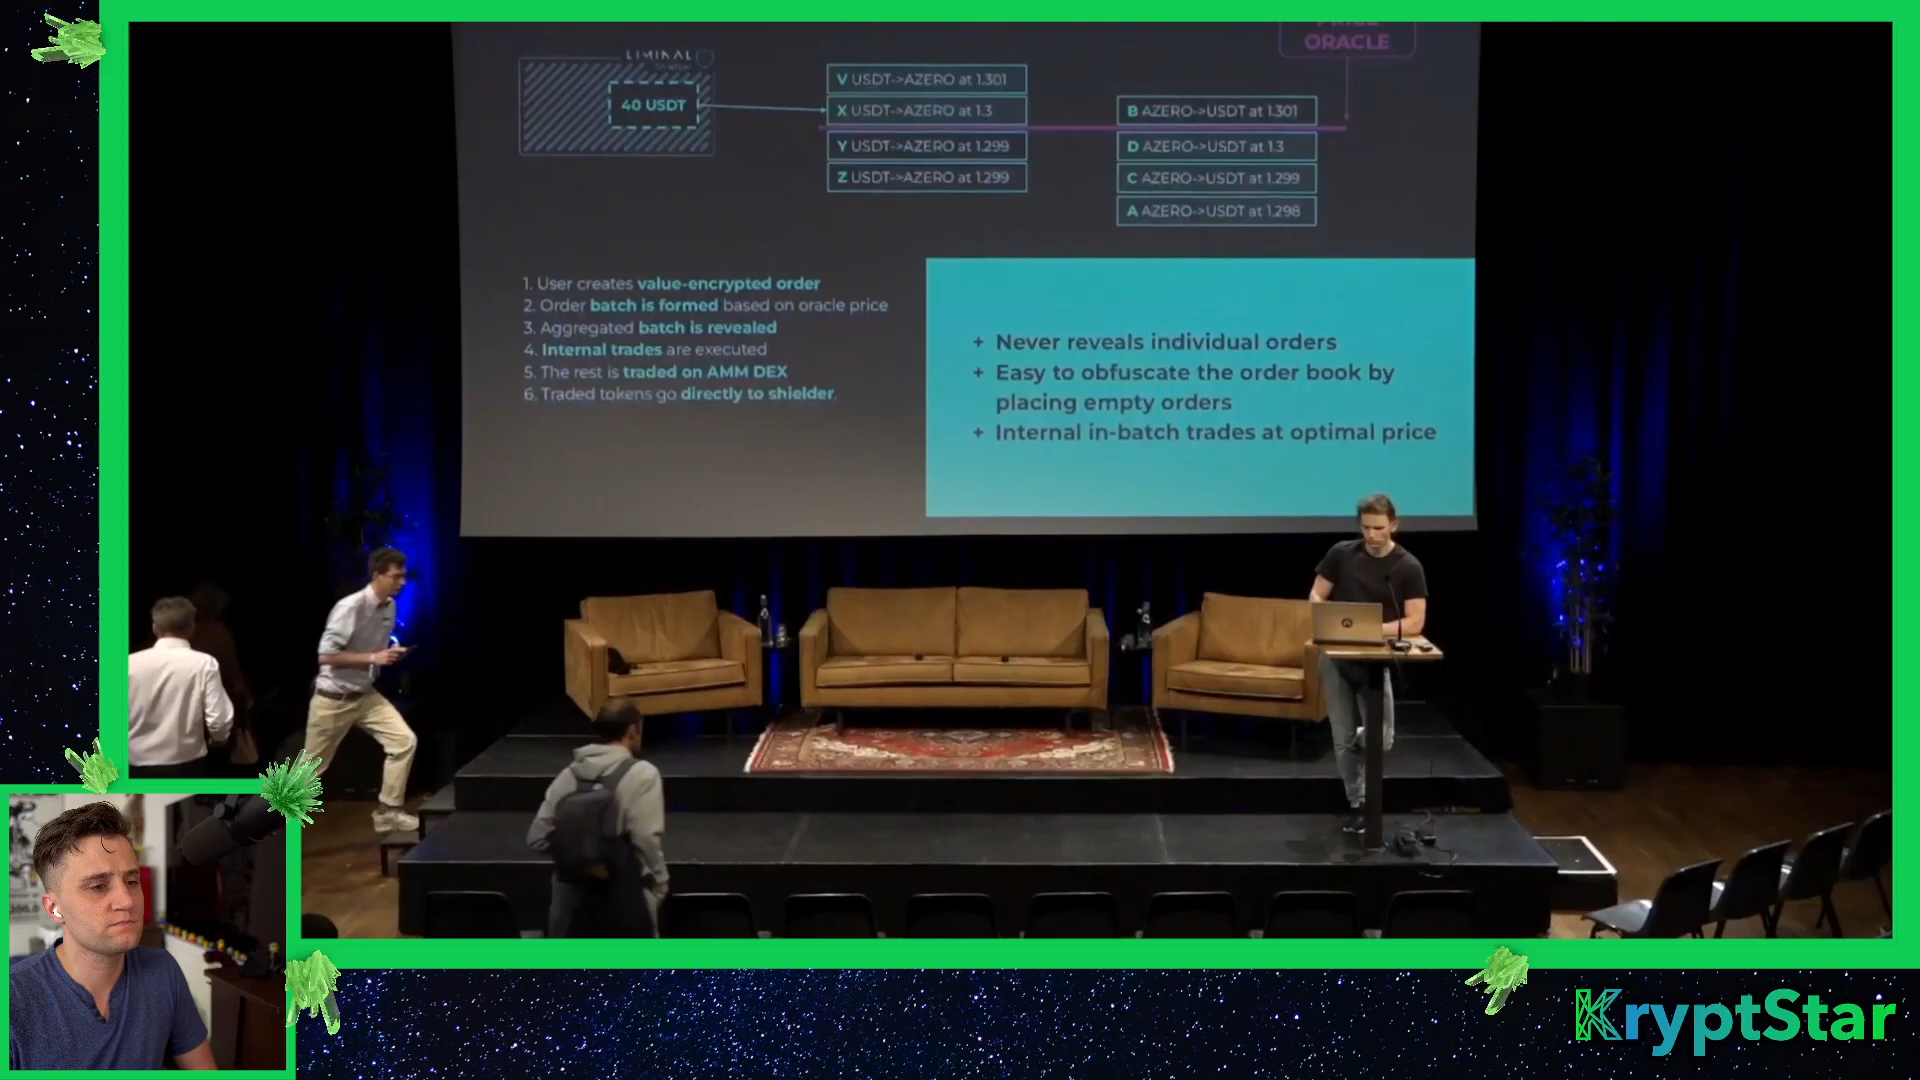 LIMINAL
ORACLE
40 USDT
V USDT->AZERO at 1.301
X USDT->AZERO at 1.3
Y USDT->AZERO at 1.299
Z USDT->AZERO at 1.299
B AZERO->USDT at 1.301
D AZERO->USDT at 1.3
C AZERO->USDT at 1.299
A AZERO->USDT at 1.298
1. User creates value-encrypted order
2. Order batch is formed based on oracle price
3. Aggregated batch is revealed
4. Internal trades are executed
5. The rest is traded on AMM DEX
6. Traded tokens go directly to shielder.
+ Never reveals individual orders
+ Easy to obfuscate the order book by
placing empty orders
+ Internal in-batch trades at optimal price
KryptStar